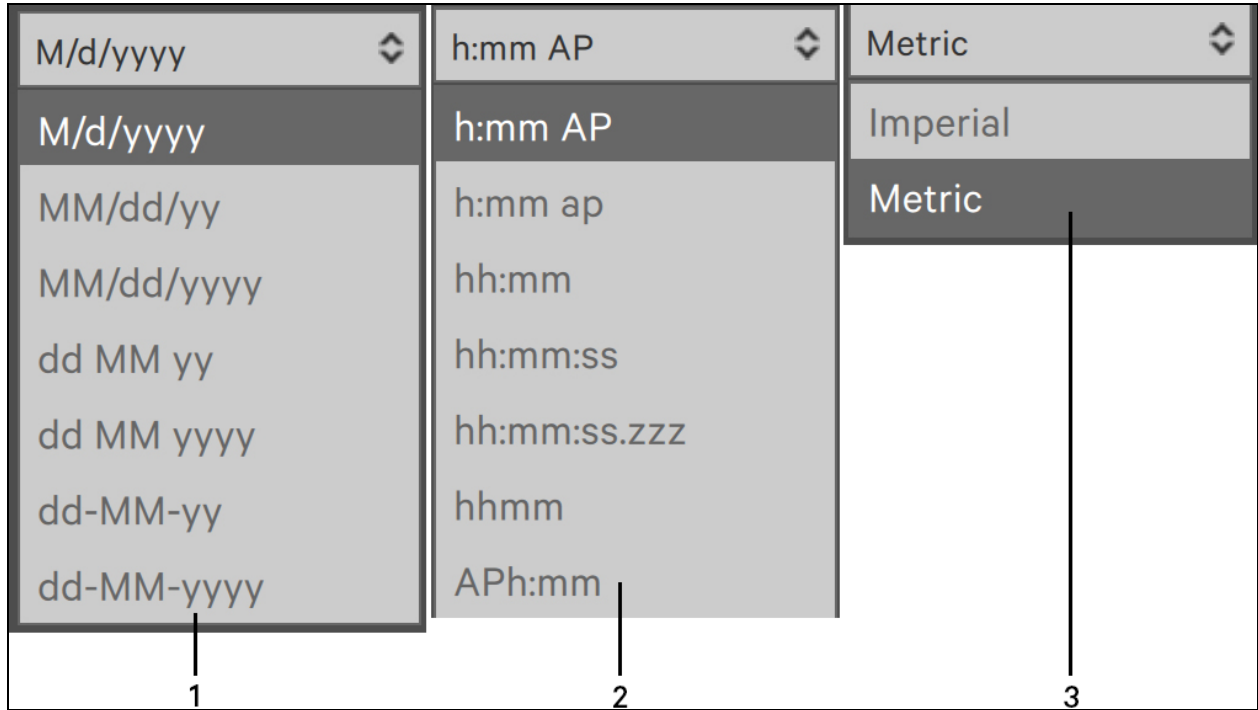 M/d/yyyy
M/d/yyyy
MM/dd/yy
MM/dd/yyyy
dd MM yy
dd MM yyyy
dd-MM-yy
dd-MM-yyyy
1
h:mm AP
h:mm AP
h:mm ap
hh:mm
hh:mm:ss
hh:mm:ss.zzz
hhmm
APh:mm
2
Metric
Imperial
Metric
3